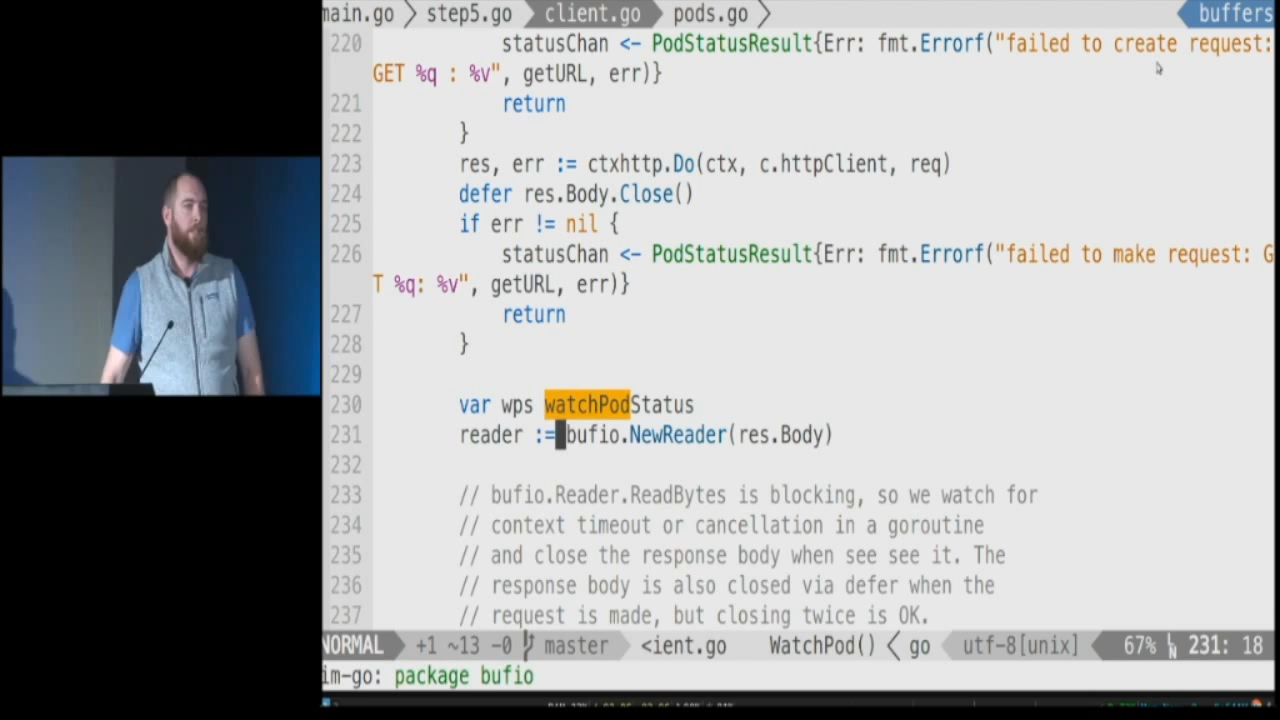 main.go step5.go client.go pods.go buffers
220 statusChan <- PodStatusResult{Err: fmt.Errorf("failed to create request:
GET %q : %v", getURL, err)}
221 return
222 }
223 res, err := ctxhttp.Do(ctx, c.httpClient, req)
224 defer res.Body.Close()
225 if err != nil {
226 statusChan <- PodStatusResult{Err: fmt.Errorf("failed to make request: G
T %q: %v", getURL, err)}
227 return
228 }
229
230 var wps watchPodStatus
231 reader := bufio.NewReader(res.Body)
232
233 // bufio.Reader.ReadBytes is blocking, so we watch for
234 // context timeout or cancellation in a goroutine
235 // and close the response body when see see it. The
236 // response body is also closed via defer when the
237 // request is made, but closing twice is OK.
NORMAL +1 ~13 -0 master <ient.go WatchPod() go utf-8[unix] 67% 231: 18
im-go: package bufio